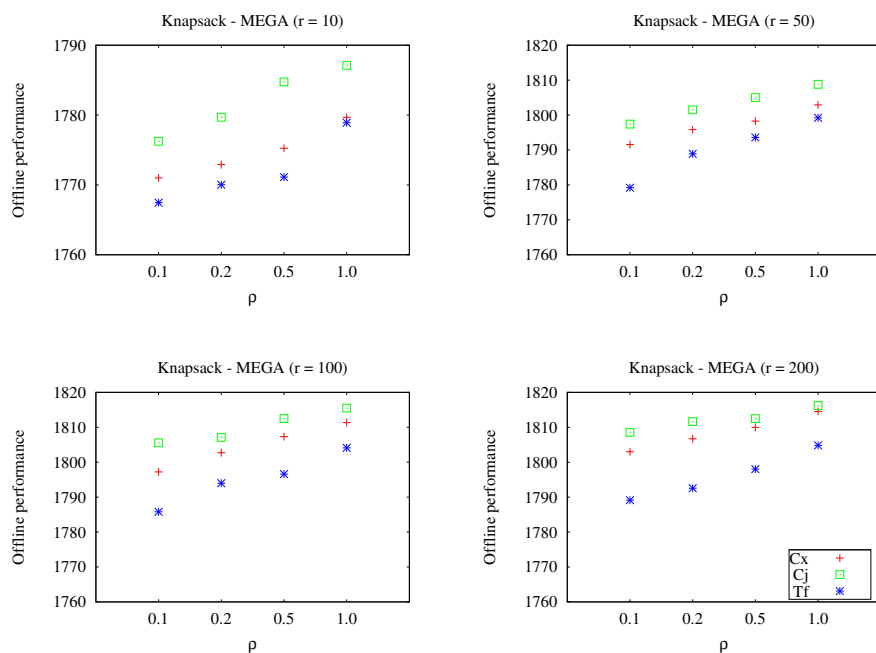 Knapsack - MEGA (r = 10)
Offline performance
1790
1780
1770
1760
0.1 0.2 0.5 1.0
ρ
Knapsack - MEGA (r = 50)
Offline performance
1820
1810
1800
1790
1780
1770
1760
0.1 0.2 0.5 1.0
ρ
Knapsack - MEGA (r = 100)
Offline performance
1820
1810
1800
1790
1780
1770
1760
0.1 0.2 0.5 1.0
ρ
Knapsack - MEGA (r = 200)
Offline performance
1820
1810
1800
1790
1780
1770
1760
0.1 0.2 0.5 1.0
ρ
Cx
Cj
Tf